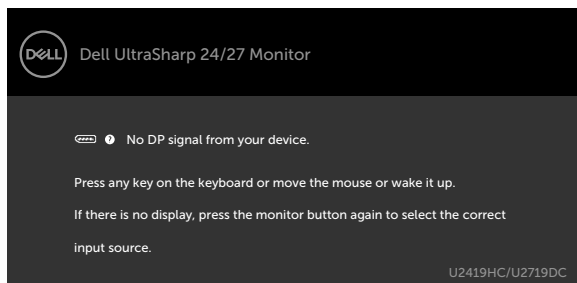 DELL
Dell UltraSharp 24/27 Monitor
? No DP signal from your device.
Press any key on the keyboard or move the mouse or wake it up.
If there is no display, press the monitor button again to select the correct
input source.
U2419HC/U2719DC